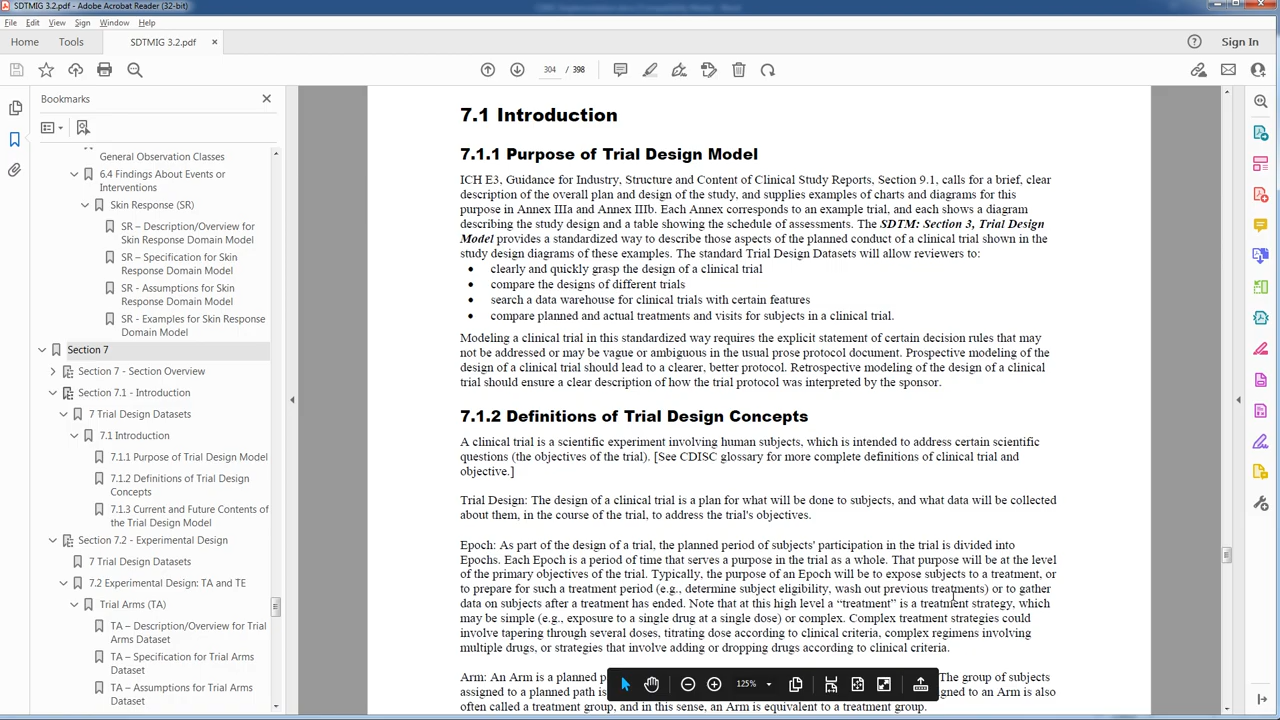 SDTMIG 3.2.pdf - Adobe Acrobat Reader (32-bit)
File Edit View Sign Window Help
Home Tools SDTMIG 3.2.pdf × Sign In
304 / 398
Bookmarks
General Observation Classes
6.4 Findings About Events or
Interventions
Skin Response (SR)
SR – Description/Overview for
Skin Response Domain Model
SR – Specification for Skin
Response Domain Model
SR - Assumptions for Skin
Response Domain Model
SR - Examples for Skin Response
Domain Model
Section 7
Section 7 - Section Overview
Section 7.1 - Introduction
7 Trial Design Datasets
7.1 Introduction
7.1.1 Purpose of Trial Design Model
7.1.2 Definitions of Trial Design
Concepts
7.1.3 Current and Future Contents of
the Trial Design Model
Section 7.2 - Experimental Design
7 Trial Design Datasets
7.2 Experimental Design: TA and TE
Trial Arms (TA)
TA – Description/Overview for Trial
Arms Dataset
TA – Specification for Trial Arms
Dataset
TA – Assumptions for Trial Arms
Dataset
7.1 Introduction
7.1.1 Purpose of Trial Design Model
ICH E3, Guidance for Industry, Structure and Content of Clinical Study Reports, Section 9.1, calls for a brief, clear
description of the overall plan and design of the study, and supplies examples of charts and diagrams for this
purpose in Annex IIIa and Annex IIIb. Each Annex corresponds to an example trial, and each shows a diagram
describing the study design and a table showing the schedule of assessments. The SDTM: Section 3, Trial Design
Model provides a standardized way to describe those aspects of the planned conduct of a clinical trial shown in the
study design diagrams of these examples. The standard Trial Design Datasets will allow reviewers to:
• clearly and quickly grasp the design of a clinical trial
• compare the designs of different trials
• search a data warehouse for clinical trials with certain features
• compare planned and actual treatments and visits for subjects in a clinical trial.
Modeling a clinical trial in this standardized way requires the explicit statement of certain decision rules that may
not be addressed or may be vague or ambiguous in the usual prose protocol document. Prospective modeling of the
design of a clinical trial should lead to a clearer, better protocol. Retrospective modeling of the design of a clinical
trial should ensure a clear description of how the trial protocol was interpreted by the sponsor.
7.1.2 Definitions of Trial Design Concepts
A clinical trial is a scientific experiment involving human subjects, which is intended to address certain scientific
questions (the objectives of the trial). [See CDISC glossary for more complete definitions of clinical trial and
objective.]
Trial Design: The design of a clinical trial is a plan for what will be done to subjects, and what data will be collected
about them, in the course of the trial, to address the trial's objectives.
Epoch: As part of the design of a trial, the planned period of subjects' participation in the trial is divided into
Epochs. Each Epoch is a period of time that serves a purpose in the trial as a whole. That purpose will be at the level
of the primary objectives of the trial. Typically, the purpose of an Epoch will be to expose subjects to a treatment, or
to prepare for such a treatment period (e.g., determine subject eligibility, wash out previous treatments) or to gather
data on subjects after a treatment has ended. Note that at this high level a “treatment” is a treatment strategy, which
may be simple (e.g., exposure to a single drug at a single dose) or complex. Complex treatment strategies could
involve tapering through several doses, titrating dose according to clinical criteria, complex regimens involving
multiple drugs, or strategies that involve adding or dropping drugs according to clinical criteria.
Arm: An Arm is a planned p The group of subjects
assigned to a planned path is igned to an Arm is also
often called a treatment group, and in this sense, an Arm is equivalent to a treatment group.
125%